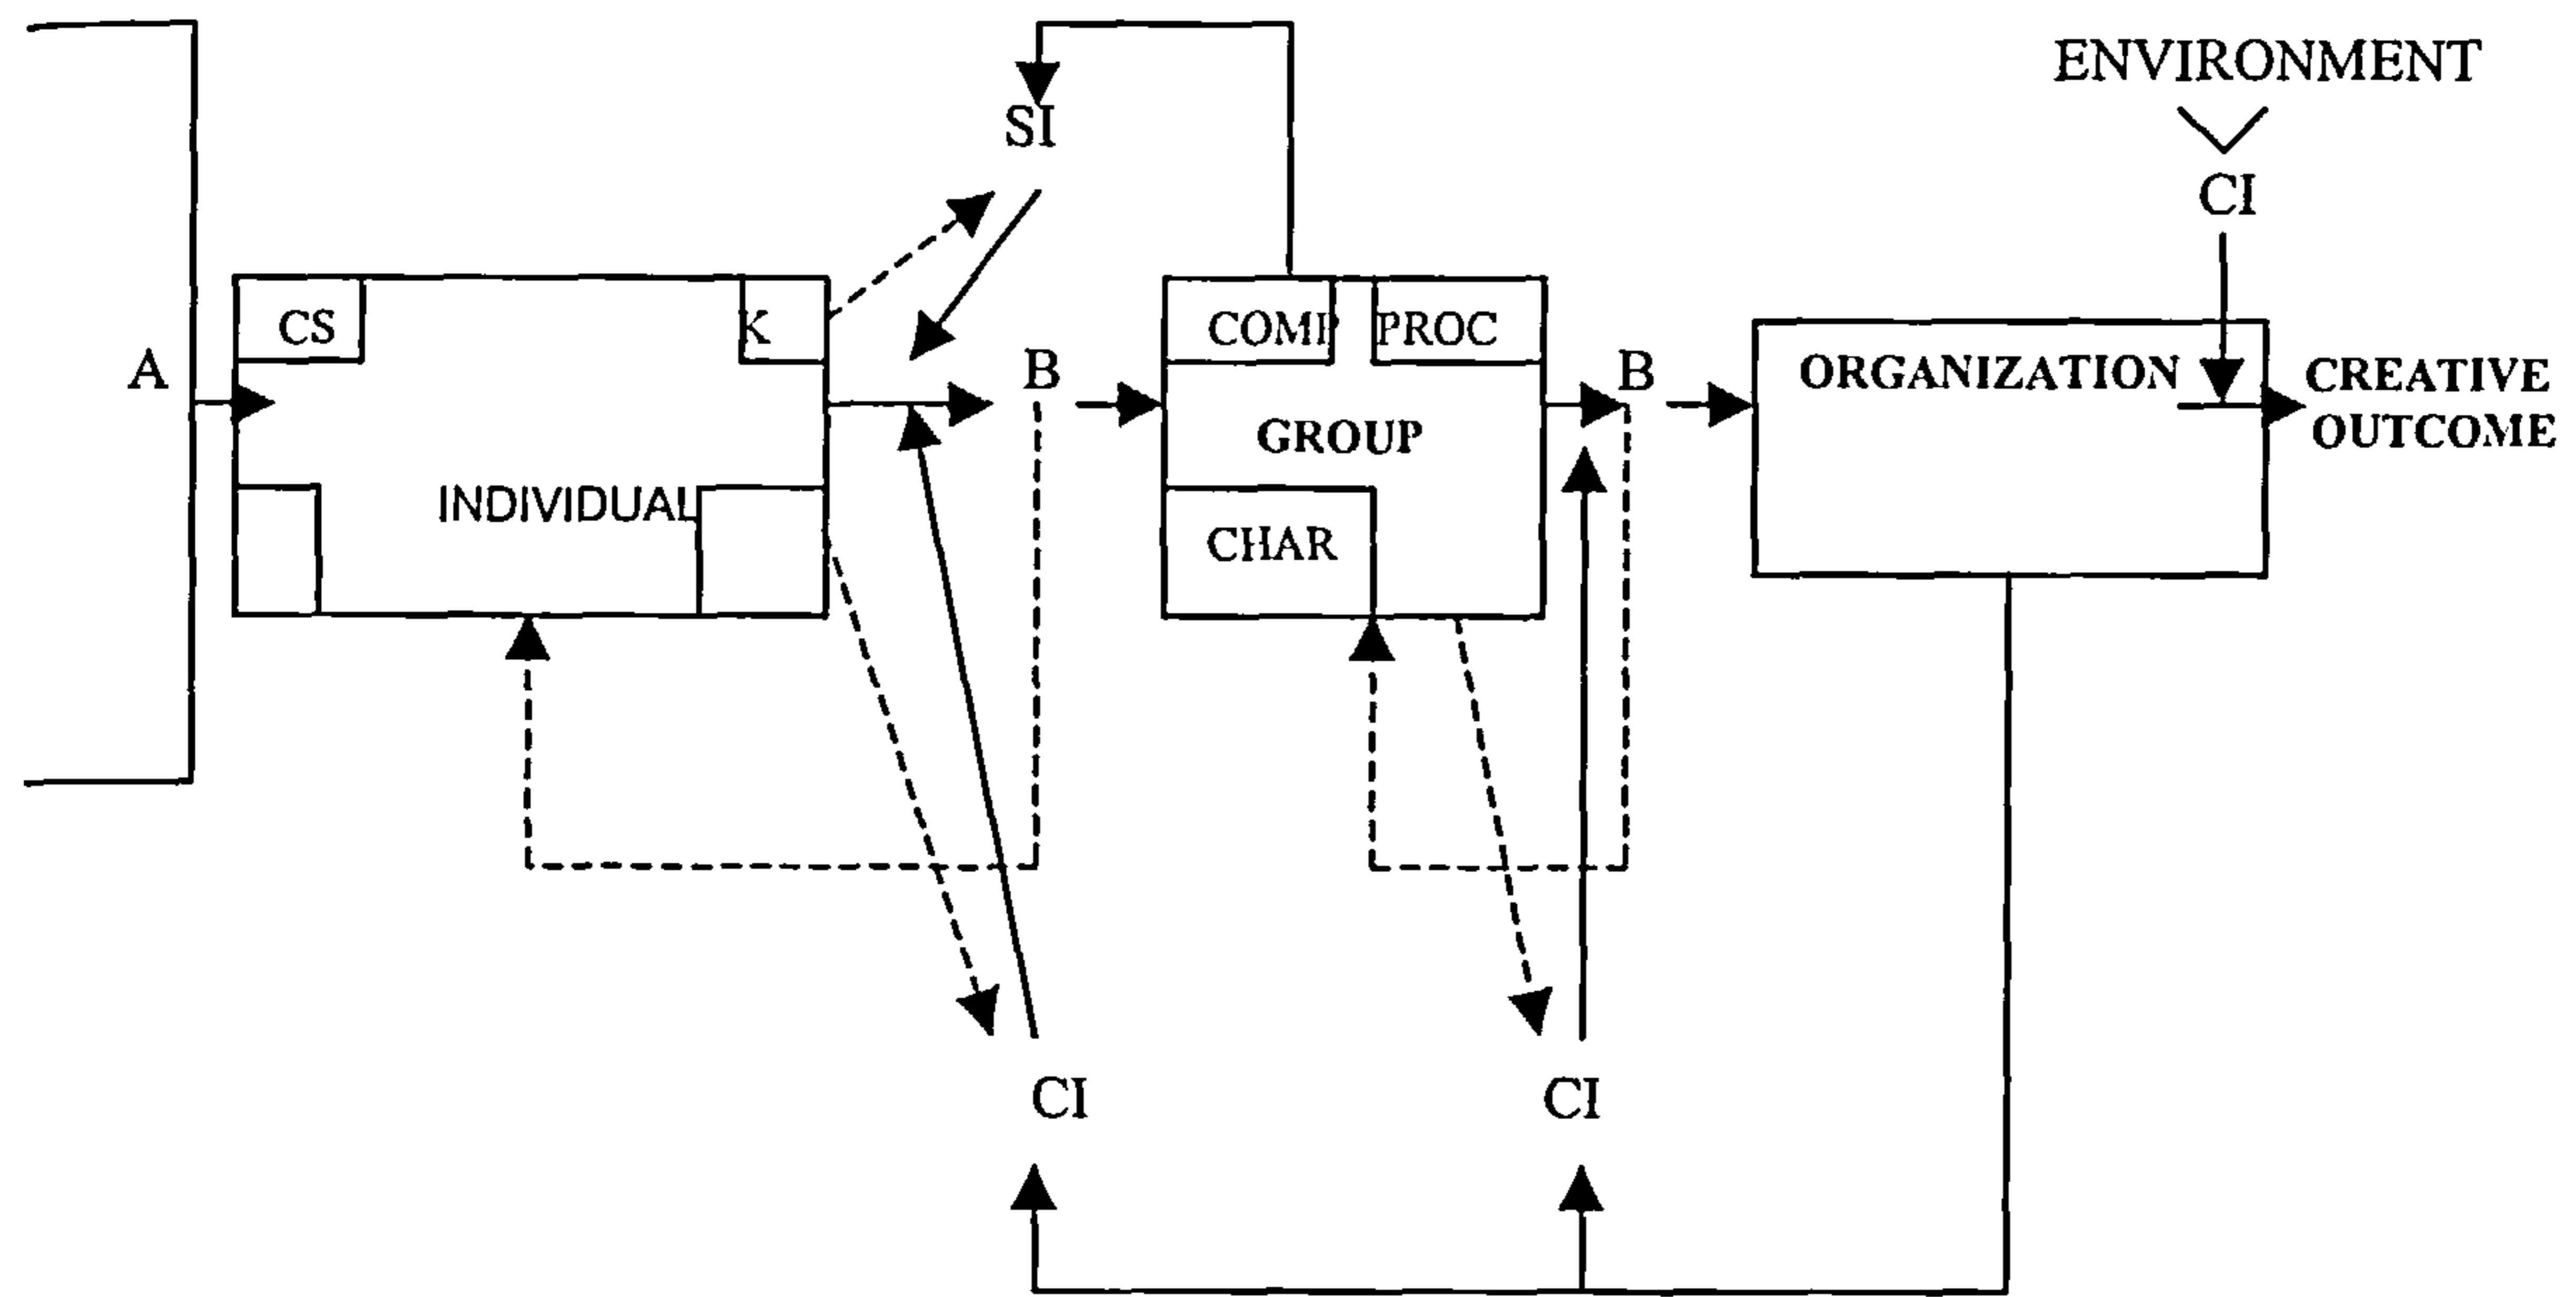 ENVIRONMENT
SI
CI
CS
K
COMP
PROC
A
B
B
ORGANIZATION
CREATIVE
OUTCOME
GROUP
INDIVIDUAL
CHAR
CI
CI